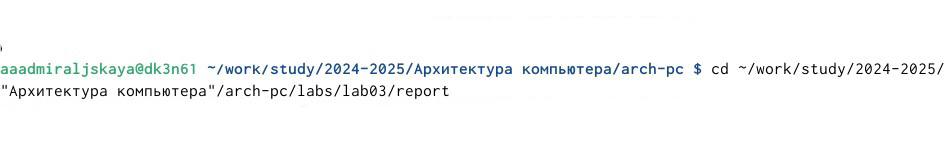 aaadmiraljskaya@dk3n61 ~/work/study/2024-2025/Архитектура компьютера/arch-pc $ cd ~/work/study/2024-2025/
"Архитектура компьютера"/arch-pc/labs/lab03/report